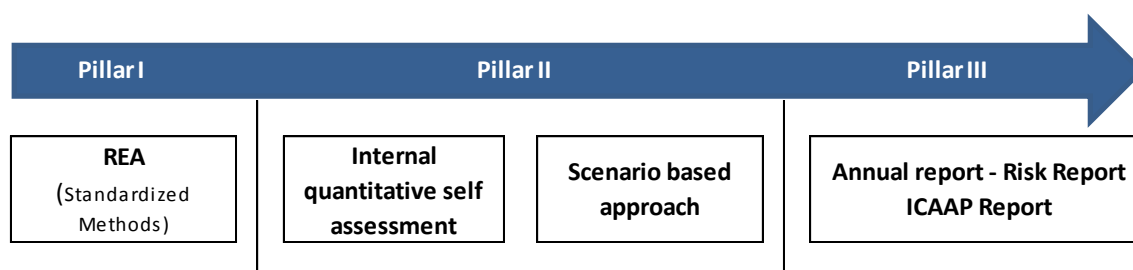 Pillar I
Pillar II
Pillar III
REA
(Standardized
Methods)
Internal
quantitative self
assessment
Scenario based
approach
Annual report - Risk Report
ICAAP Report